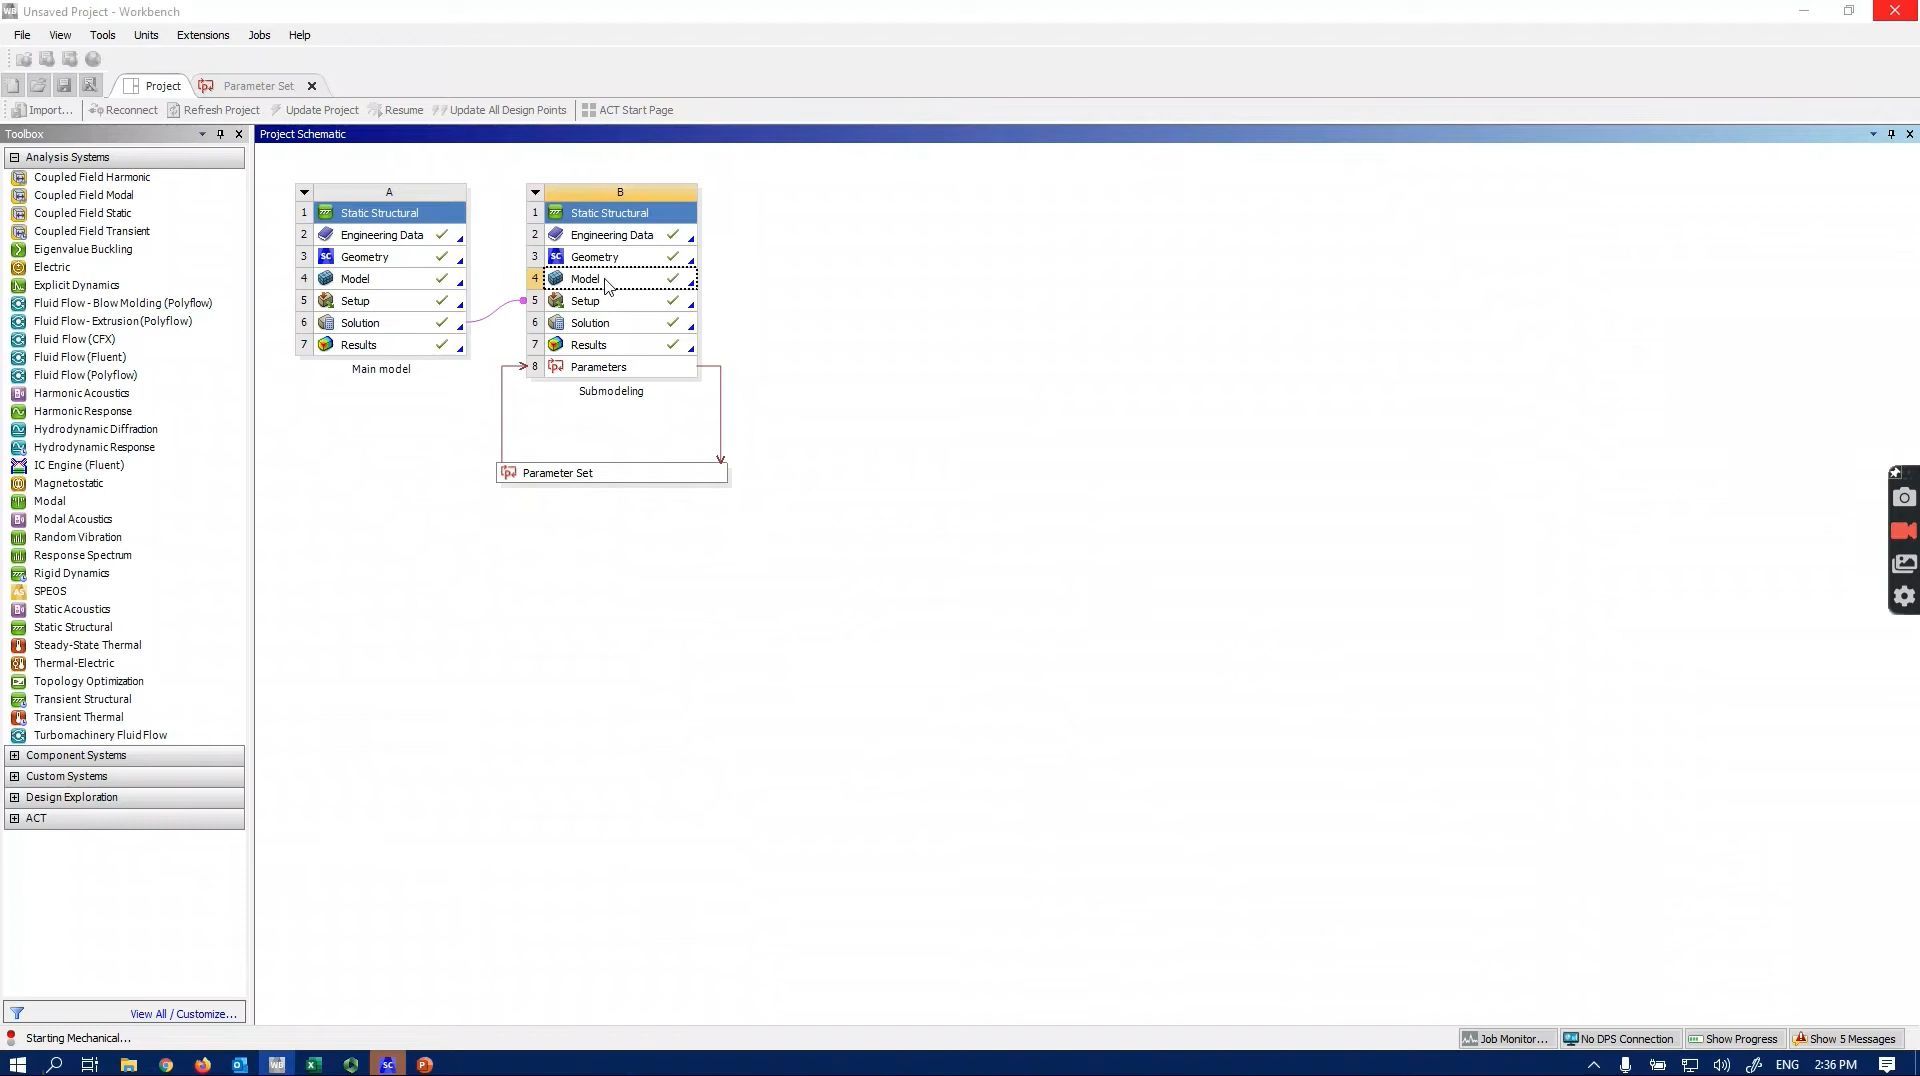 Unsaved Project - Workbench
File View Tools Units Extensions Jobs Help
Project Parameter Set
Import... Reconnect Refresh Project Update Project Resume Update All Design Points ACT Start Page
Toolbox
Project Schematic
Analysis Systems
Coupled Field Harmonic
Coupled Field Modal
Coupled Field Static
Coupled Field Transient
Eigenvalue Buckling
Electric
Explicit Dynamics
Fluid Flow - Blow Molding (Polyflow)
Fluid Flow - Extrusion (Polyflow)
Fluid Flow (CFX)
Fluid Flow (Fluent)
Fluid Flow (Polyflow)
Harmonic Acoustics
Harmonic Response
Hydrodynamic Diffraction
Hydrodynamic Response
IC Engine (Fluent)
Magnetostatic
Modal
Modal Acoustics
Random Vibration
Response Spectrum
Rigid Dynamics
SPEOS
Static Acoustics
Static Structural
Steady-State Thermal
Thermal-Electric
Topology Optimization
Transient Structural
Transient Thermal
Turbomachinery Fluid Flow
Component Systems
Custom Systems
Design Exploration
ACT
View All / Customize...
A
1 Static Structural
2 Engineering Data
3 SC Geometry
4 Model
5 Setup
6 Solution
7 Results
Main model
B
1 Static Structural
2 Engineering Data
3 SC Geometry
4 Model
5 Setup
6 Solution
7 Results
8 Parameters
Submodeling
Parameter Set
Starting Mechanical...
Job Monitor... No DPS Connection Show Progress Show 5 Messages
ENG 2:36 PM